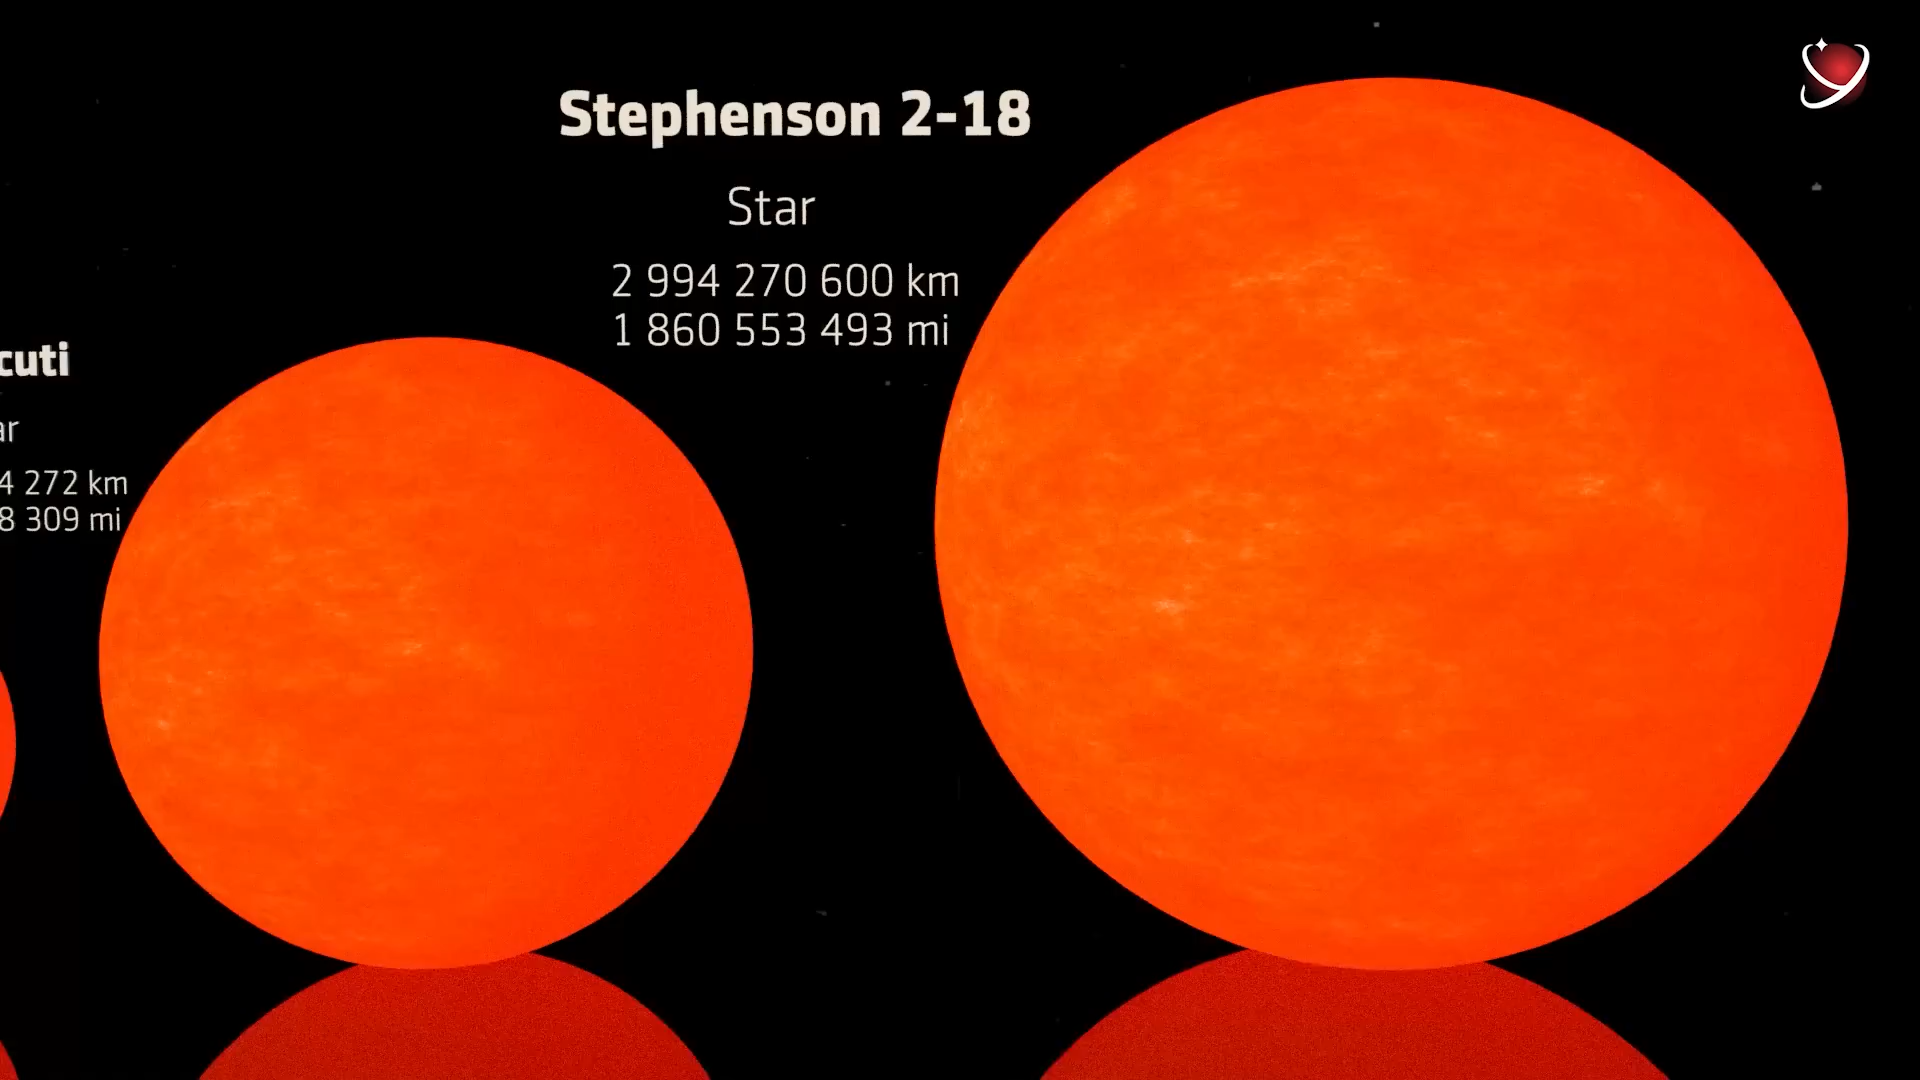 Stephenson 2-18
Star
2 994 270 600 km
1 860 553 493 mi
cuti
ar
4 272 km
8 309 mi